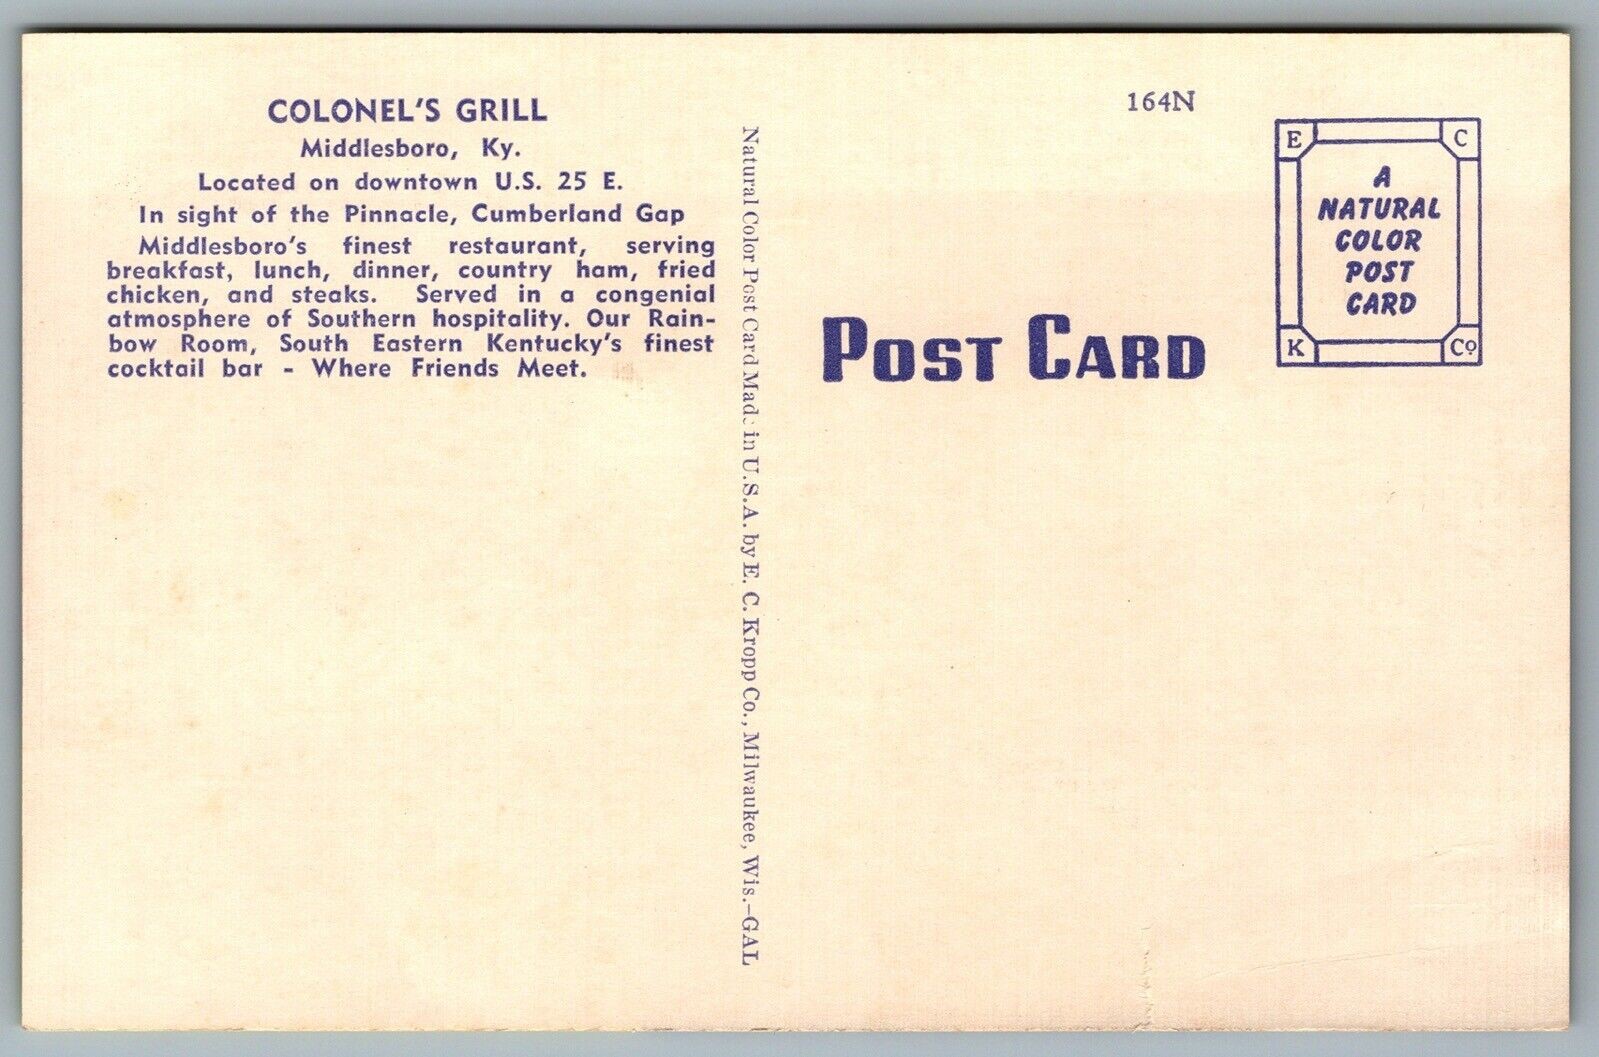 COLONEL'S GRILL
Middlesboro, Ky.
Located on downtown U.S. 25 E.
In sight of the Pinnacle, Cumberland Gap
Middlesboro's finest restaurant, serving
breakfast, lunch, dinner, country ham, fried
chicken, and steaks. Served in a congenial
atmosphere of Southern hospitality. Our Rain-
bow Room, South Eastern Kentucky's finest
cocktail bar - Where Friends Meet.
Natural Color Post Card Made in U.S.A. by E. C. Kropp Co., Milwaukee, Wis.-GAL
164N
POST CARD
E C
A
NATURAL
COLOR
POST
CARD
K Co